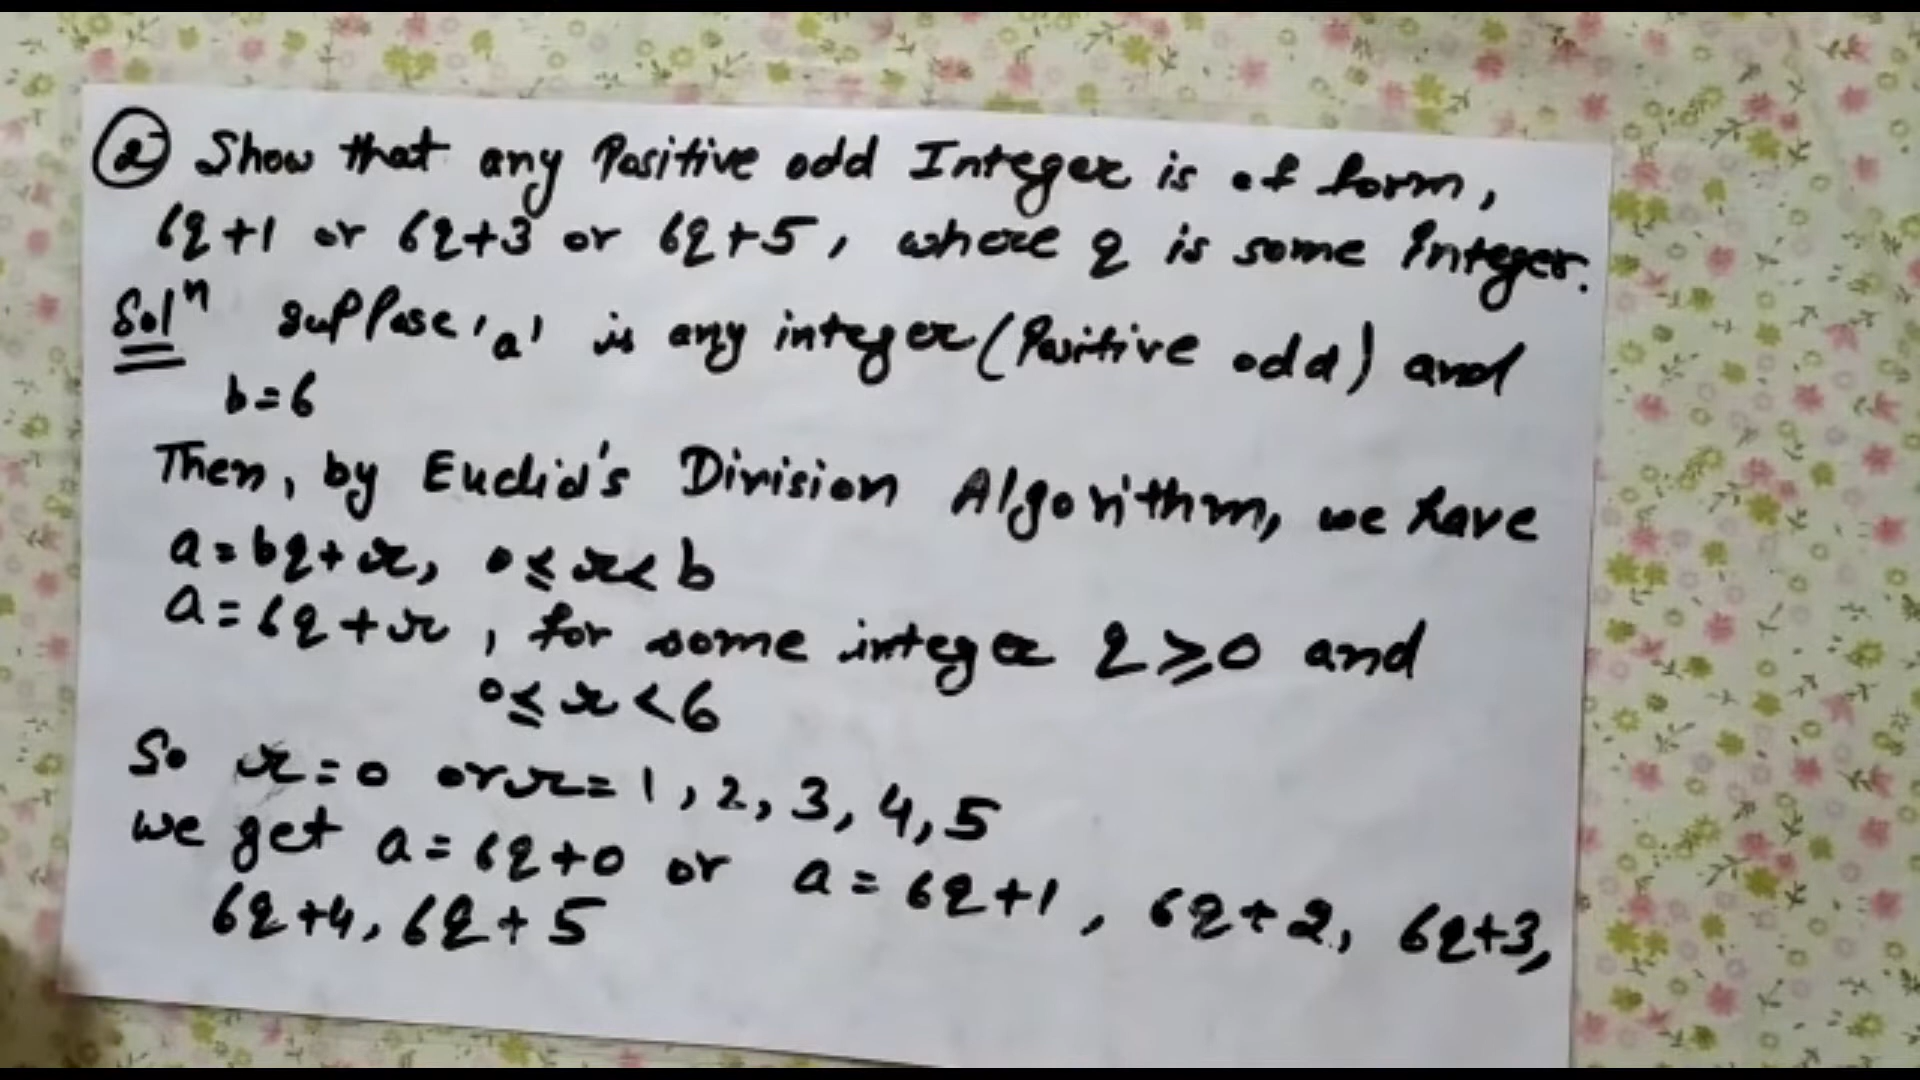 ② Show that any Positive odd Integer is of form,
6q+1 or 6q+3 or 6q+5, where q is some Integer.
Solⁿ suppose 'a' is any integer (Positive odd) and
b=6
Then, by Euclid's Division Algorithm, we have
a=bq+r, 0≤r<b
a=6q+r, for some integer q≥0 and
0≤r<6
So r=0 or r=1,2,3,4,5
we get a=6q+0 or a=6q+1, 6q+2, 6q+3,
6q+4, 6q+5